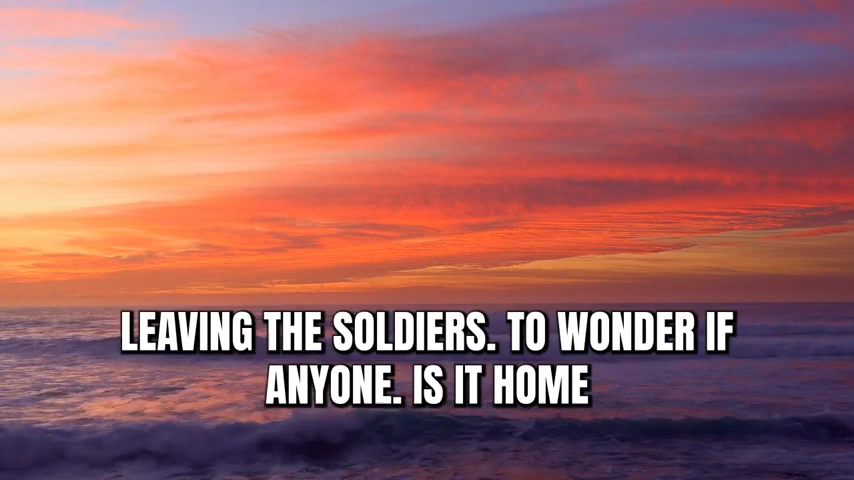 LEAVING THE SOLDIERS. TO WONDER IF
ANYONE. IS IT HOME